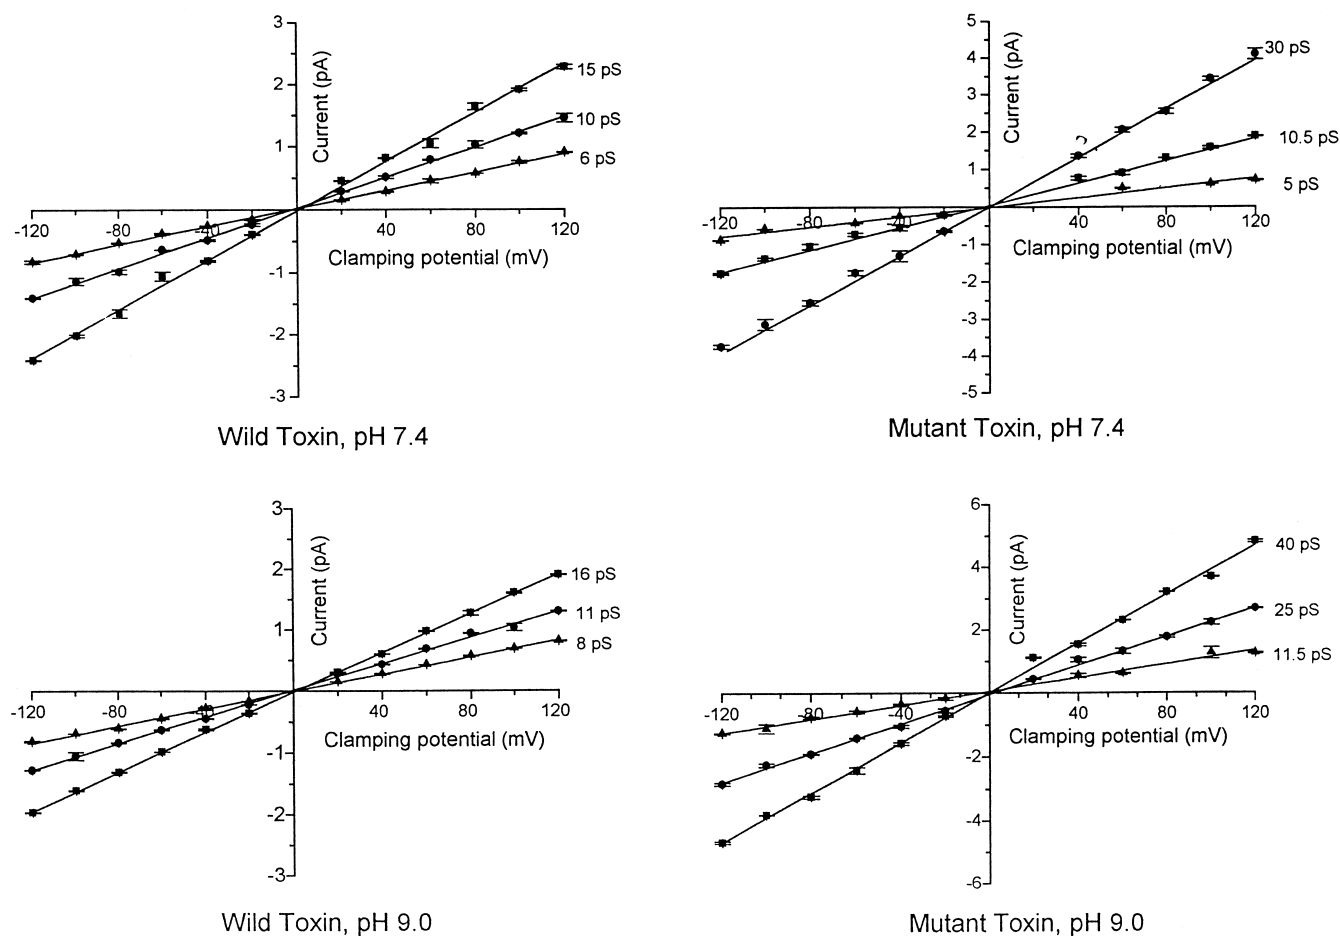 3
2
1
-1
-2
-3
Current (pA)
15 pS
10 pS
6 pS
-120
-80
-40
40
80
120
Clamping potential (mV)
Wild Toxin, pH 7.4
5
4
3
2
1
-1
-2
-3
-4
-5
Current (pA)
30 pS
10.5 pS
5 pS
-120
-80
-40
40
80
120
Clamping potential (mV)
Mutant Toxin, pH 7.4
3
2
1
-1
-2
-3
Current (pA)
16 pS
11 pS
8 pS
-120
-80
-40
40
80
120
Clamping potential (mV)
Wild Toxin, pH 9.0
6
4
2
-2
-4
-6
Current (pA)
40 pS
25 pS
11.5 pS
-120
-80
-40
40
80
120
Clamping potential (mV)
Mutant Toxin, pH 9.0